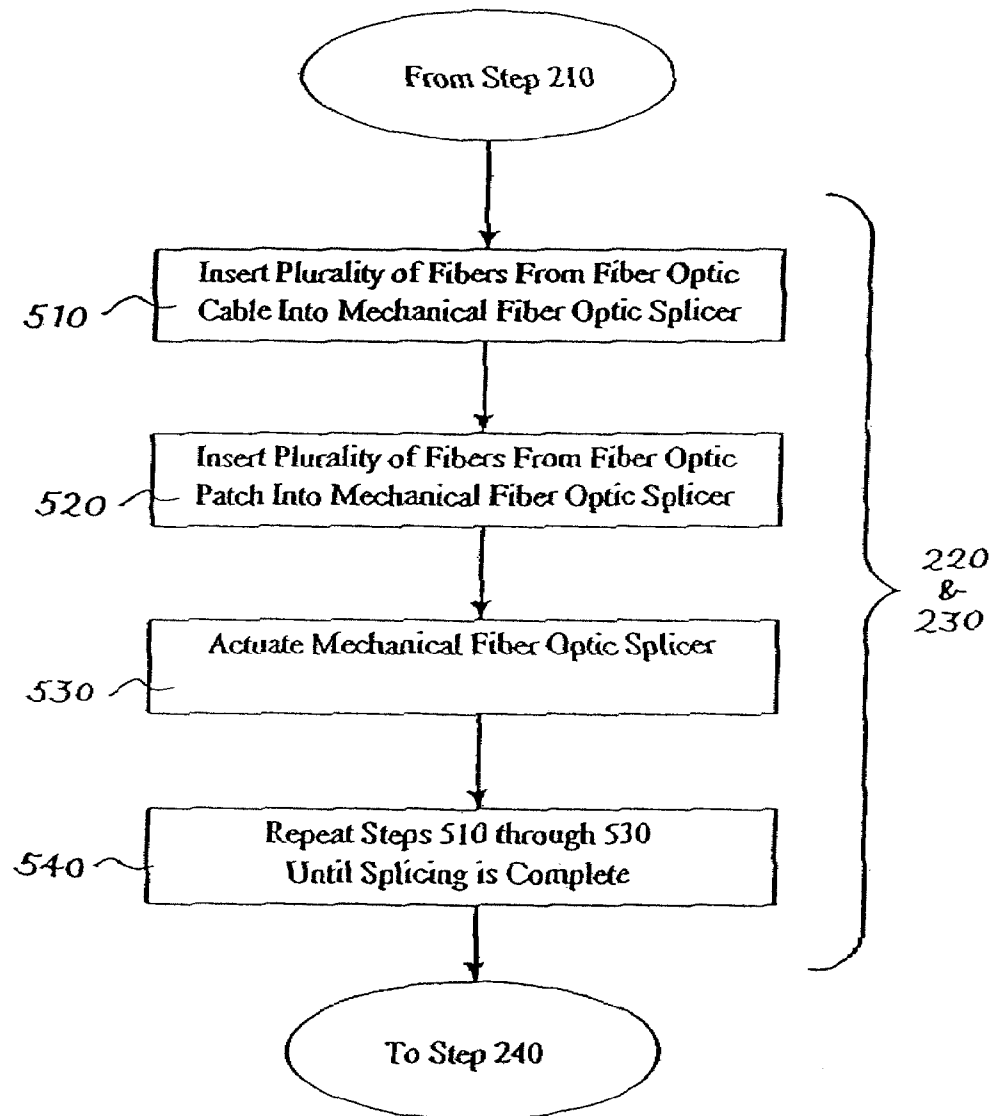 From Step 210
Insert Plurality of Fibers From Fiber Optic
510 Cable Into Mechanical Fiber Optic Splicer
Insert Plurality of Fibers From Fiber Optic
520 Patch Into Mechanical Fiber Optic Splicer
220
&
230
Actuate Mechanical Fiber Optic Splicer
530
Repeat Steps 510 through 530
540 Until Splicing is Complete
To Step 240